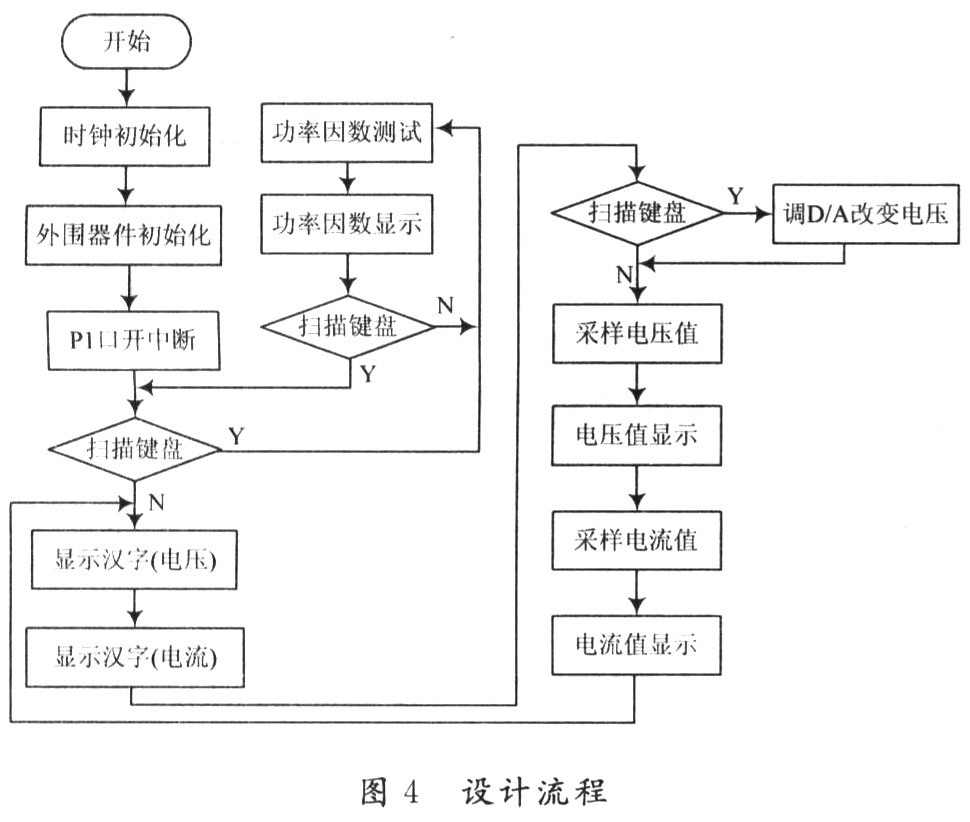 开始
时钟初始化
外围器件初始化
P1口开中断
扫描键盘
Y
N
显示汉字(电压)
显示汉字(电流)
功率因数测试
功率因数显示
扫描键盘
N
Y
扫描键盘
Y
调D/A改变电压
N
采样电压值
电压值显示
采样电流值
电流值显示
图 4 设计流程